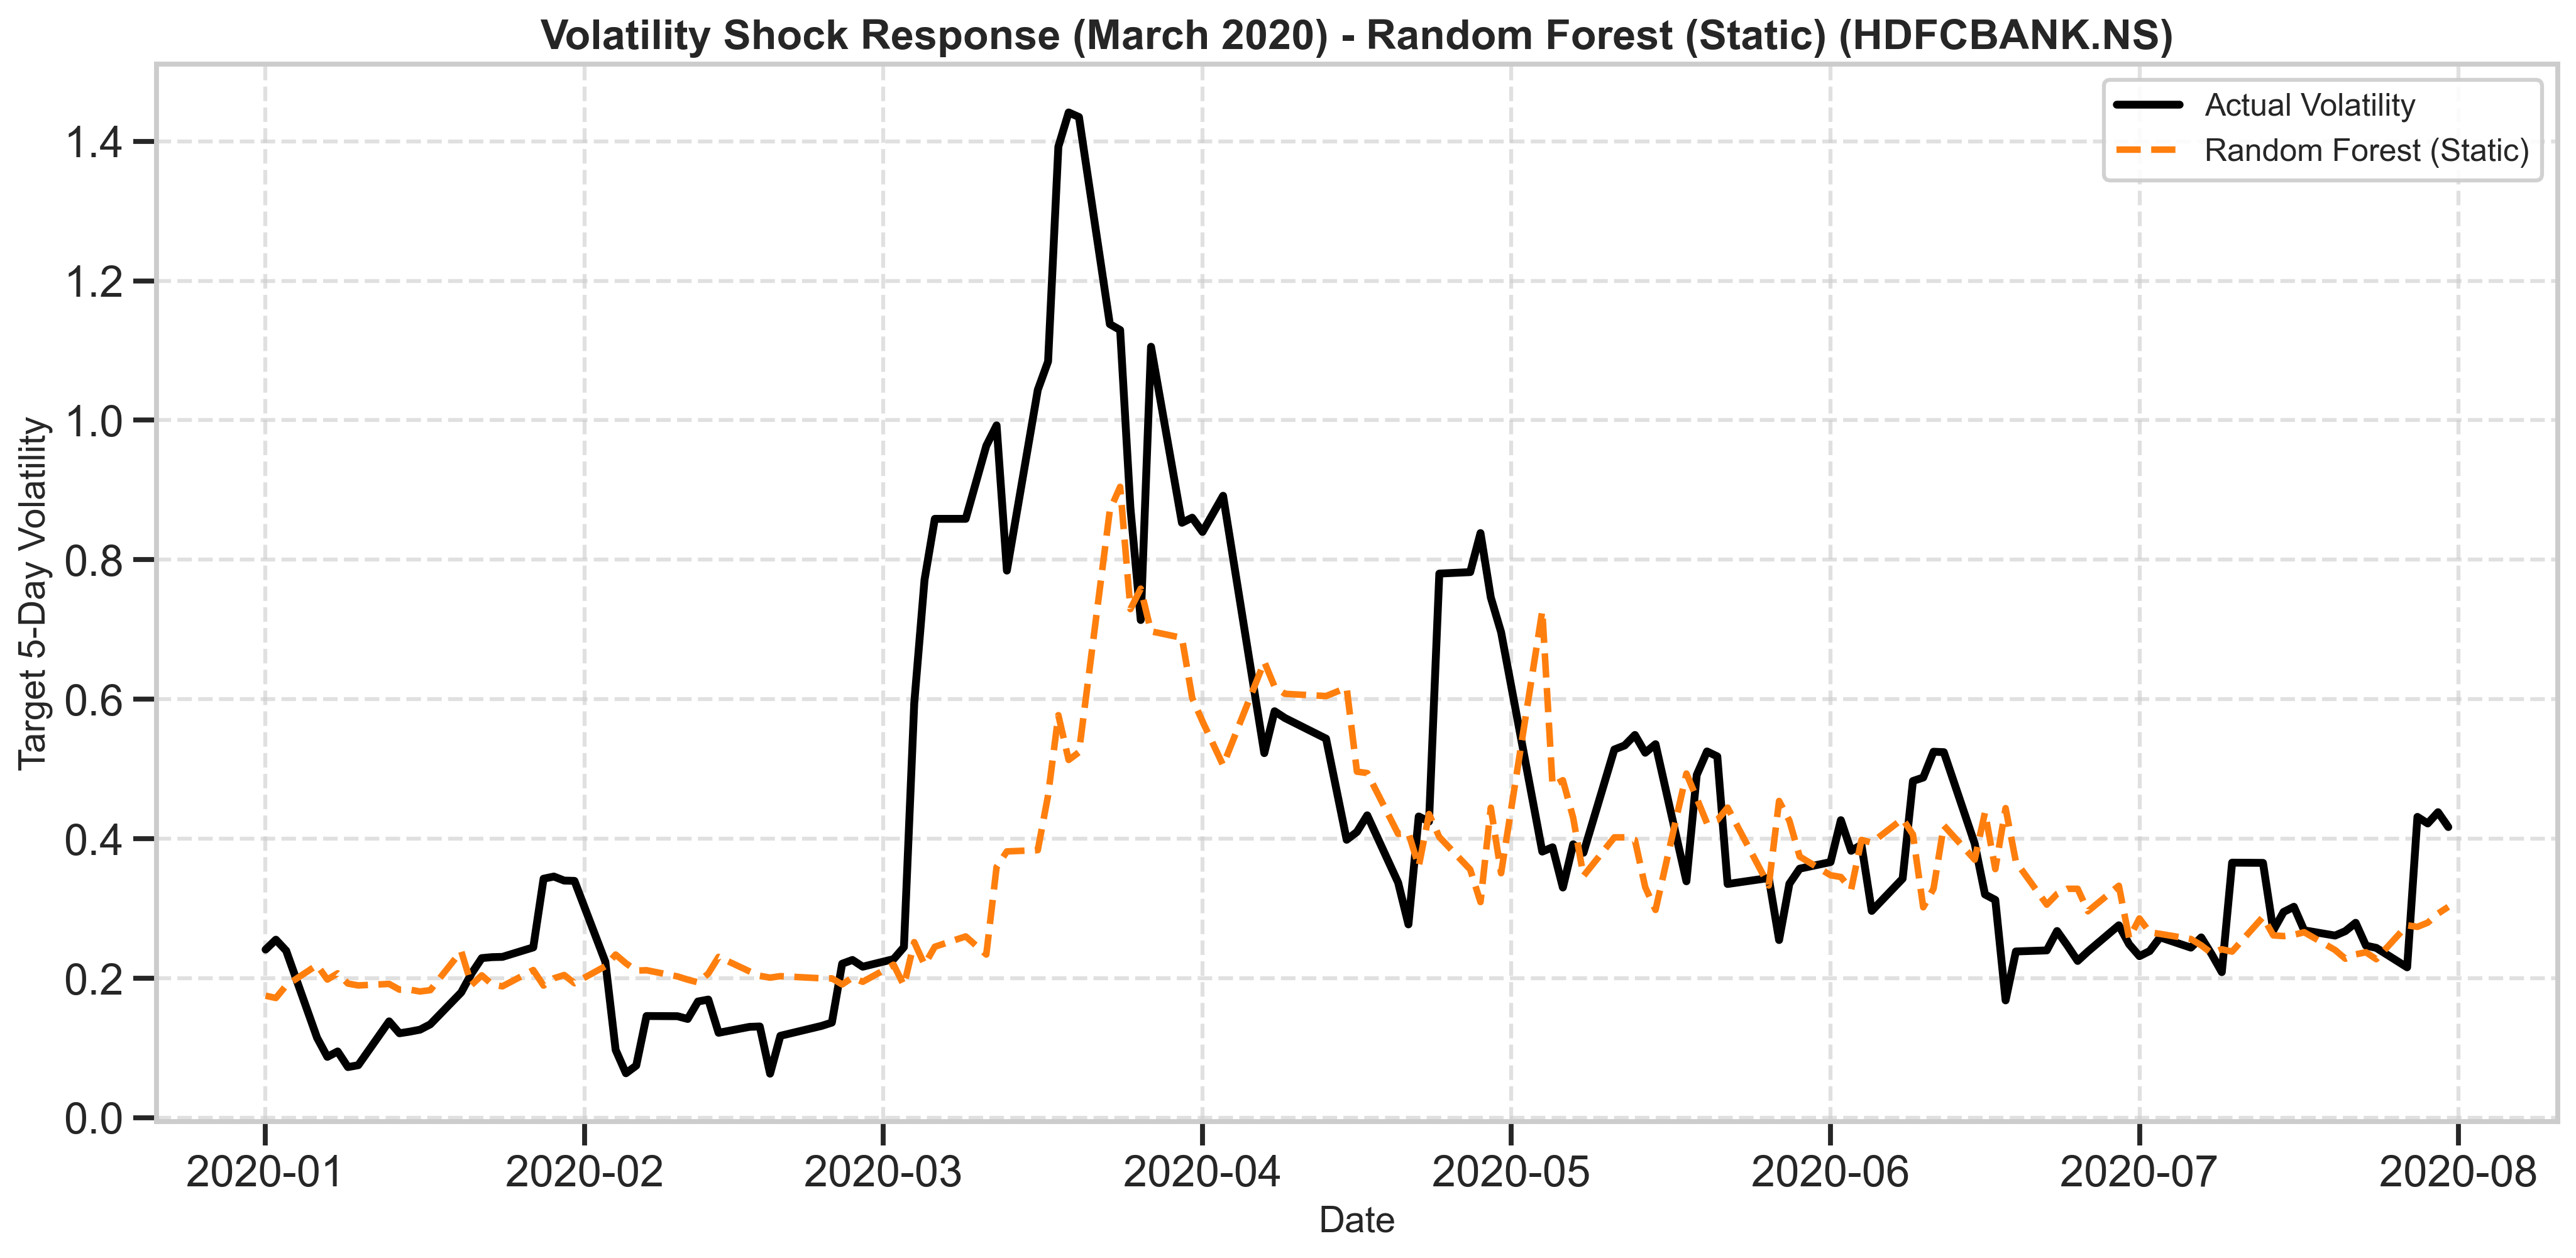 Volatility Shock Response (March 2020) - Random Forest (Static) (HDFCBANK.NS)
Actual Volatility
Random Forest (Static)
Target 5-Day Volatility
1.4
1.2
1.0
0.8
0.6
0.4
0.2
0.0
2020-01 2020-02 2020-03 2020-04 2020-05 2020-06 2020-07 2020-08
Date